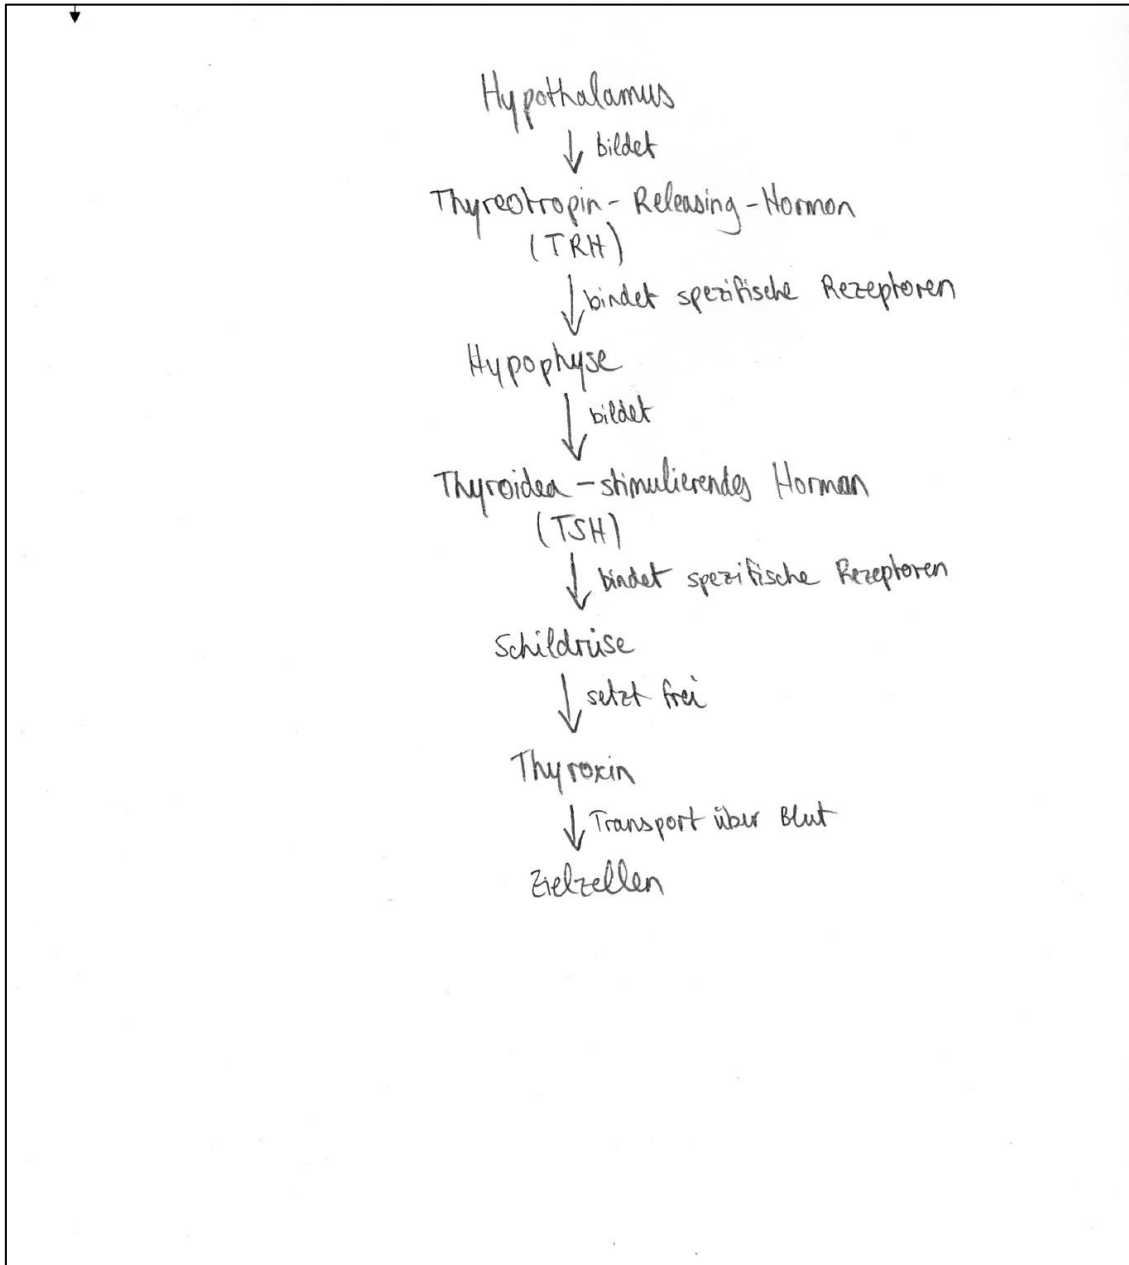 Hypothalamus
bildet
Thyreotropin - Releasing - Hormon
(TRH)
bindet spezifische Rezeptoren
Hypophyse
bildet
Thyroidea - stimulierendes Hormon
(TSH)
bindet spezifische Rezeptoren
Schildrüse
setzt frei
Thyroxin
Transport über Blut
Zielzellen